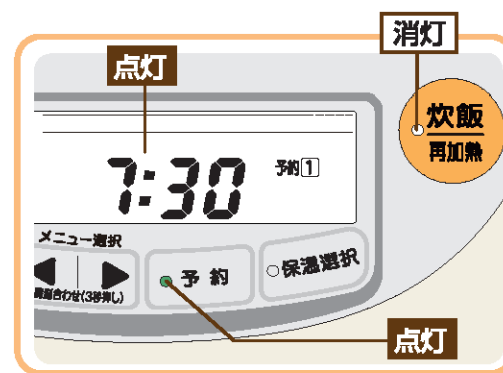 消灯
点灯
炊飯
再加熱
7:30
予約1
メニュー選択
時刻合わせ(3秒押し)
予約
保温選択
点灯